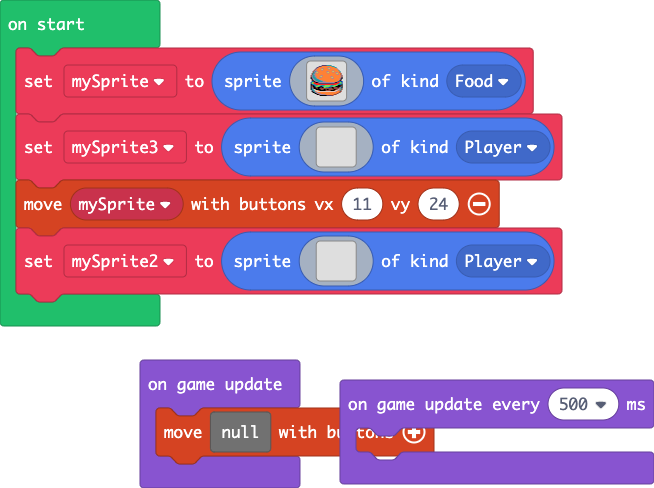 on start
set mySprite to sprite of kind Food
set mySprite3 to sprite of kind Player
move mySprite with buttons vx 11 vy 24
set mySprite2 to sprite of kind Player
on game update
on game update every 500 ms
move null with buttons